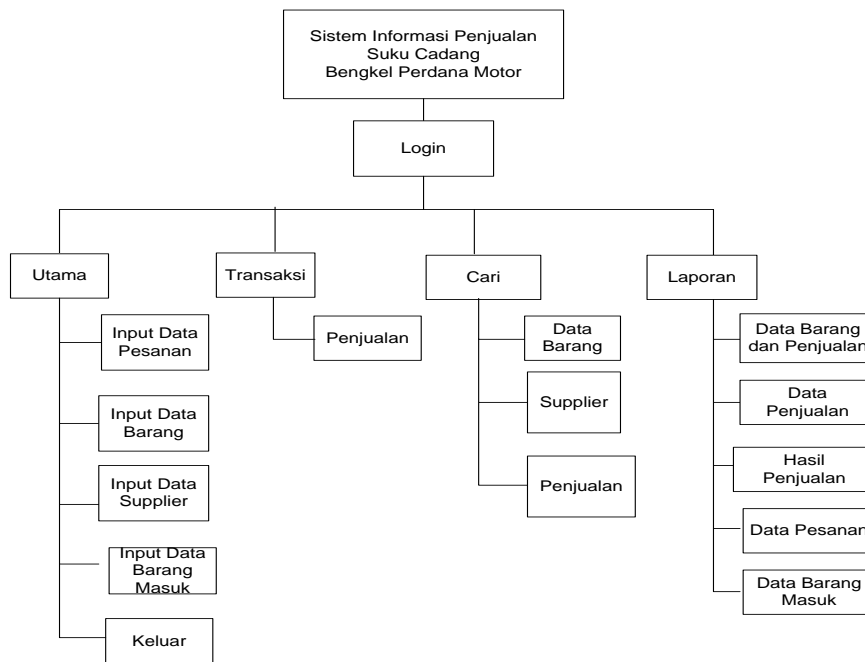 Sistem Informasi Penjualan
Suku Cadang
Bengkel Perdana Motor
Login
Utama
Transaksi
Cari
Laporan
Input Data
Pesanan
Input Data
Barang
Input Data
Supplier
Input Data
Barang
Masuk
Keluar
Penjualan
Data
Barang
Supplier
Penjualan
Data Barang
dan Penjualan
Data
Penjualan
Hasil
Penjualan
Data Pesanan
Data Barang
Masuk